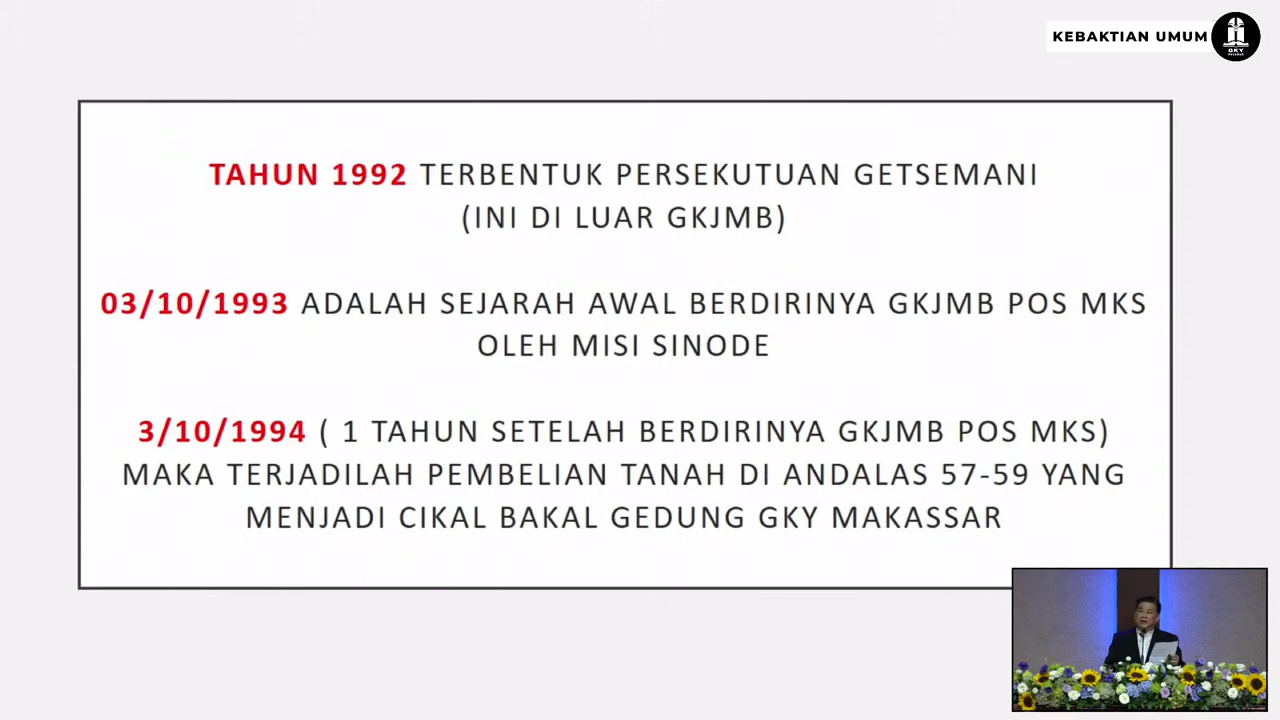 KEBAKTIAN UMUM
GKY
TAHUN 1992 TERBENTUK PERSEKUTUAN GETSEMANI
(INI DI LUAR GKJMB)
03/10/1993 ADALAH SEJARAH AWAL BERDIRINYA GKJMB POS MKS
OLEH MISI SINODE
3/10/1994 ( 1 TAHUN SETELAH BERDIRINYA GKJMB POS MKS)
MAKA TERJADILAH PEMBELIAN TANAH DI ANDALAS 57-59 YANG
MENJADI CIKAL BAKAL GEDUNG GKY MAKASSAR